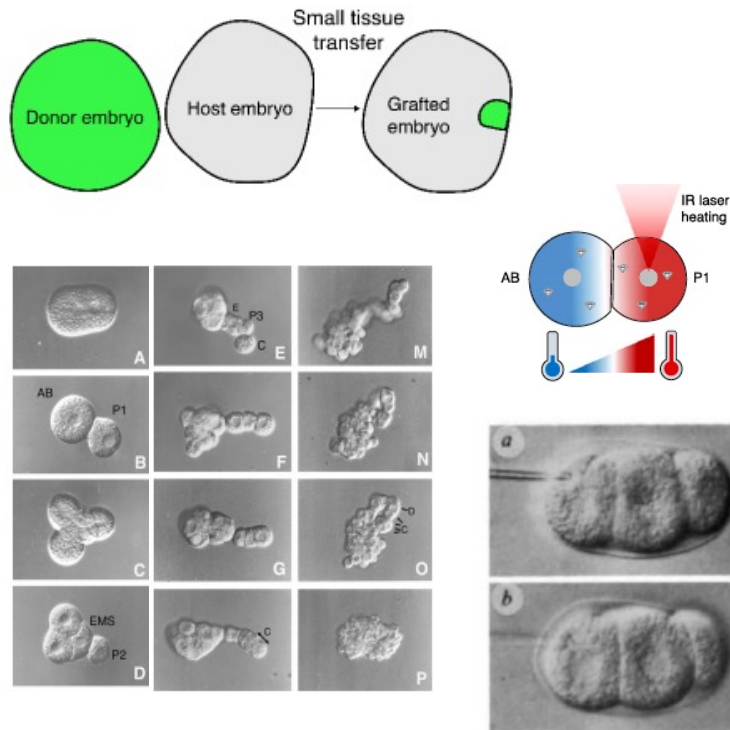 Small tissue
transfer
Donor embryo
Host embryo
Grafted
embryo
IR laser
heating
AB
P1
A
E
P3
E
C
M
AB
P1
B
F
N
C
G
D
C
O
EMS
P2
D
C
P
a
b